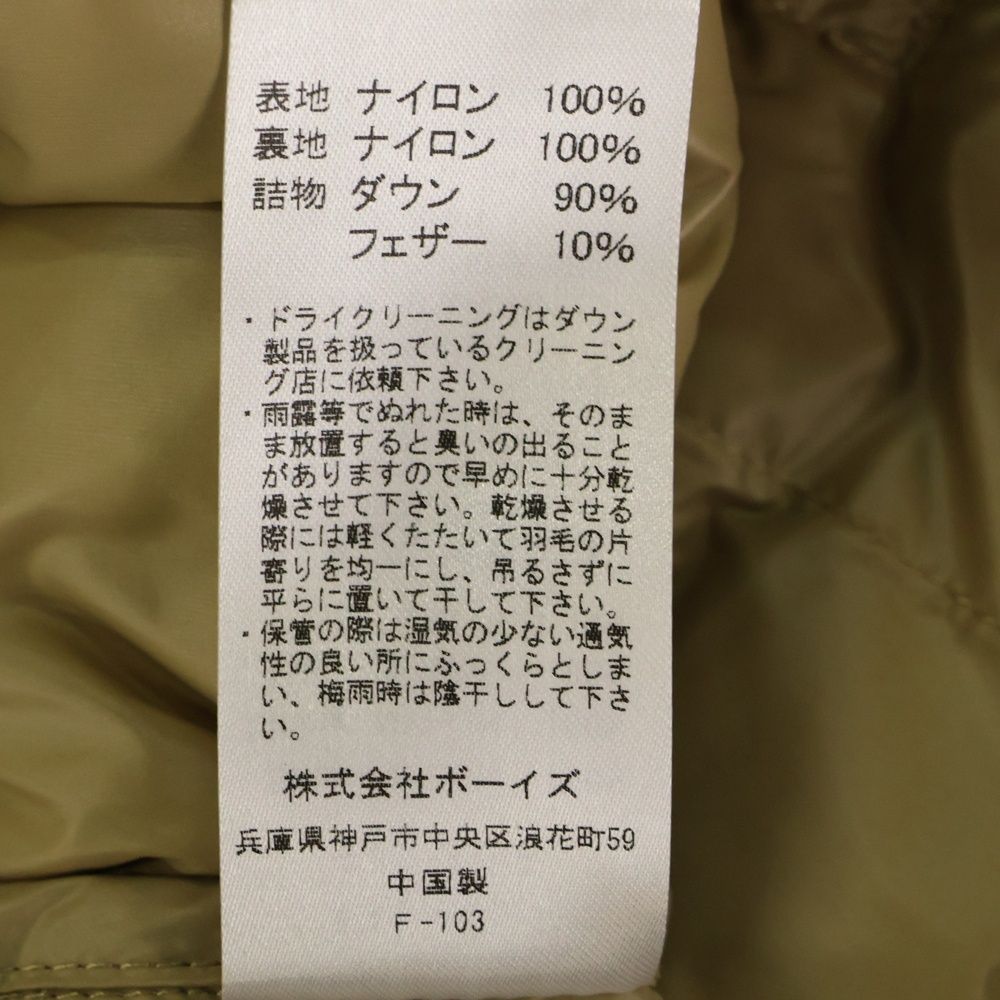 表地 ナイロン 100%
裏地 ナイロン 100%
詰物 ダウン 90%
フェザー 10%
・ドライクリーニングはダウン
製品を扱っているクリーニン
グ店に依頼下さい。
・雨露等でぬれた時は、そのま
ま放置すると臭いの出ること
がありますので早めに十分乾
燥させて下さい。乾燥させる
際には軽くたたいて羽毛の片
寄りを均一にし、吊るさずに
平らに置いて干して下さい。
・保管の際は湿気の少ない通気
性の良い所にふっくらとしま
い、梅雨時は陰干しして下さ
い。
株式会社ボーイズ
兵庫県神戸市中央区浪花町59
中国製
F-103